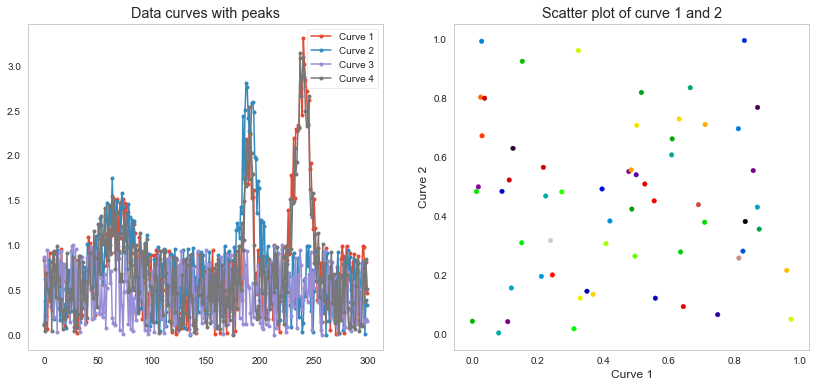 Data curves with peaks
Curve 1
Curve 2
Curve 3
Curve 4
3.0
2.5
2.0
1.5
1.0
0.5
0.0
0 50 100 150 200 250 300
Scatter plot of curve 1 and 2
Curve 2
1.0
0.8
0.6
0.4
0.2
0.0
0.0 0.2 0.4 0.6 0.8 1.0
Curve 1